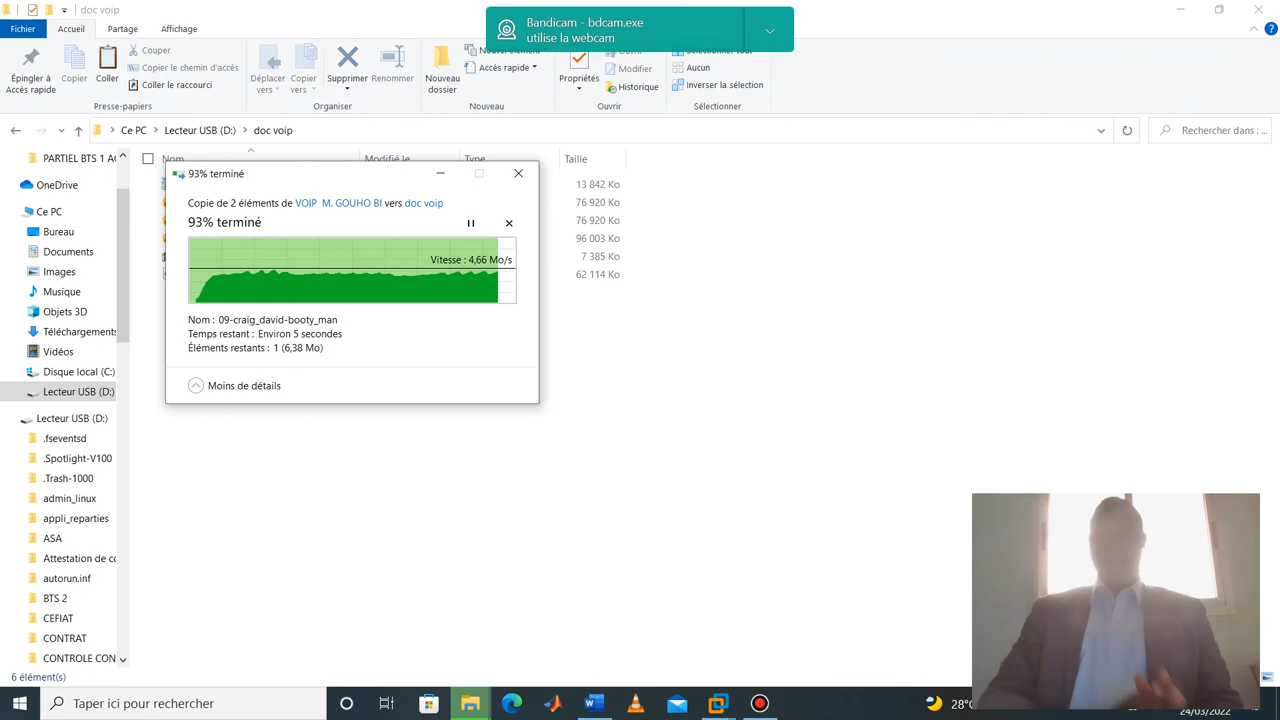 doc voip
Bandicam - bdcam.exe
utilise la webcam
Fichier
Accueil
Partage
Affichage
Épingler à
Accès rapide
Copier
Coller
Couper
Copier le chemin d'accès
Coller le raccourci
Presse-papiers
Déplacer
vers
Copier
vers
Supprimer
Renommer
Organiser
Nouveau
dossier
Accès rapide
Nouveau
Propriétés
Modifier
Historique
Ouvrir
Aucun
Inverser la sélection
Sélectionner
Ce PC > Lecteur USB (D:) > doc voip
Rechercher dans : ...
PARTIEL BTS 1
OneDrive
Ce PC
Bureau
Documents
Images
Musique
Objets 3D
Téléchargements
Vidéos
Disque local (C:)
Lecteur USB (D:)
Lecteur USB (D:)
.fseventsd
.Spotlight-V100
.Trash-1000
admin_linux
appli_reparties
ASA
Attestation de
autorun.inf
BTS 2
CEFIAT
CONTRAT
CONTROLE
Nom
Modifié le
Type
Taille
13 842 Ko
76 920 Ko
76 920 Ko
96 003 Ko
7 385 Ko
62 114 Ko
93% terminé
Copie de 2 éléments de VOIP M. GOUHO BI vers doc voip
93% terminé
Vitesse : 4,66 Mo/s
Nom : 09-craig_david-booty_man
Temps restant : Environ 5 secondes
Éléments restants : 1 (6,38 Mo)
Moins de détails
6 élément(s)
Taper ici pour rechercher
28°
24/03/2022